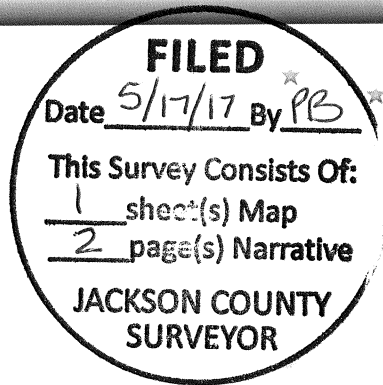 FILED
Date 5/17/17 By PB
This Survey Consists Of:
1 sheet(s) Map
2 page(s) Narrative
JACKSON COUNTY
SURVEYOR